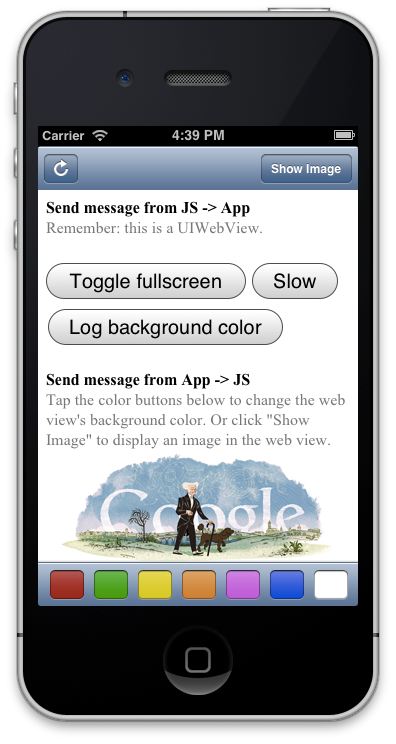 Carrier 4:39 PM
Show Image
Send message from JS -> App
Remember: this is a UIWebView.
Toggle fullscreen Slow
Log background color
Send message from App -> JS
Tap the color buttons below to change the web
view's background color. Or click "Show
Image" to display an image in the web view.
Google